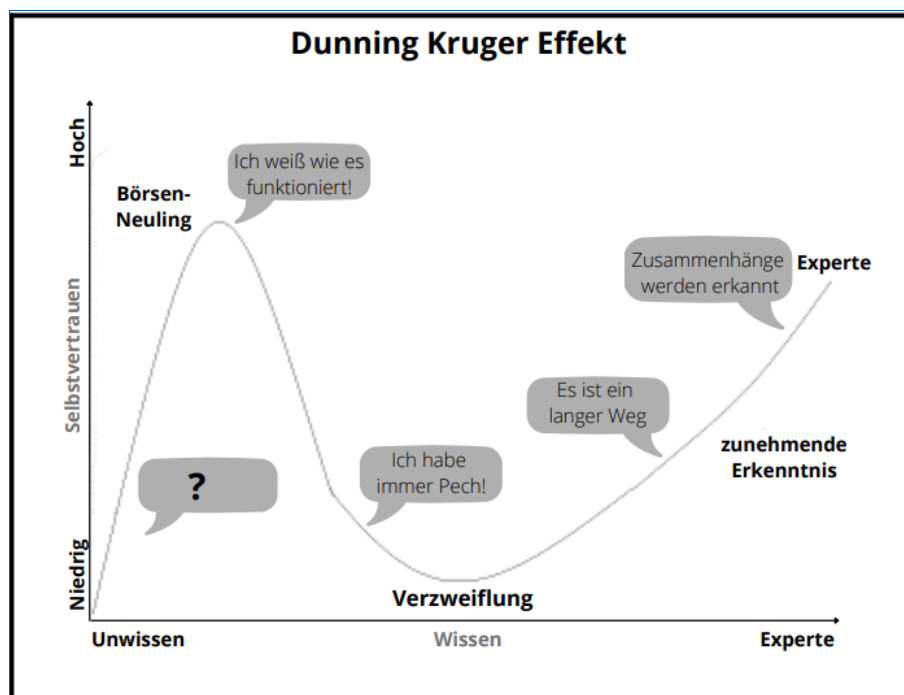 Dunning Kruger Effekt
Hoch
Ich weiß wie es
funktioniert!
Börsen-
Neuling
Zusammenhänge
werden erkannt
Experte
Selbstvertrauen
Es ist ein
langer Weg
zunehmende
Erkenntnis
Ich habe
immer Pech!
?
Niedrig
Verzweiflung
Unwissen
Wissen
Experte